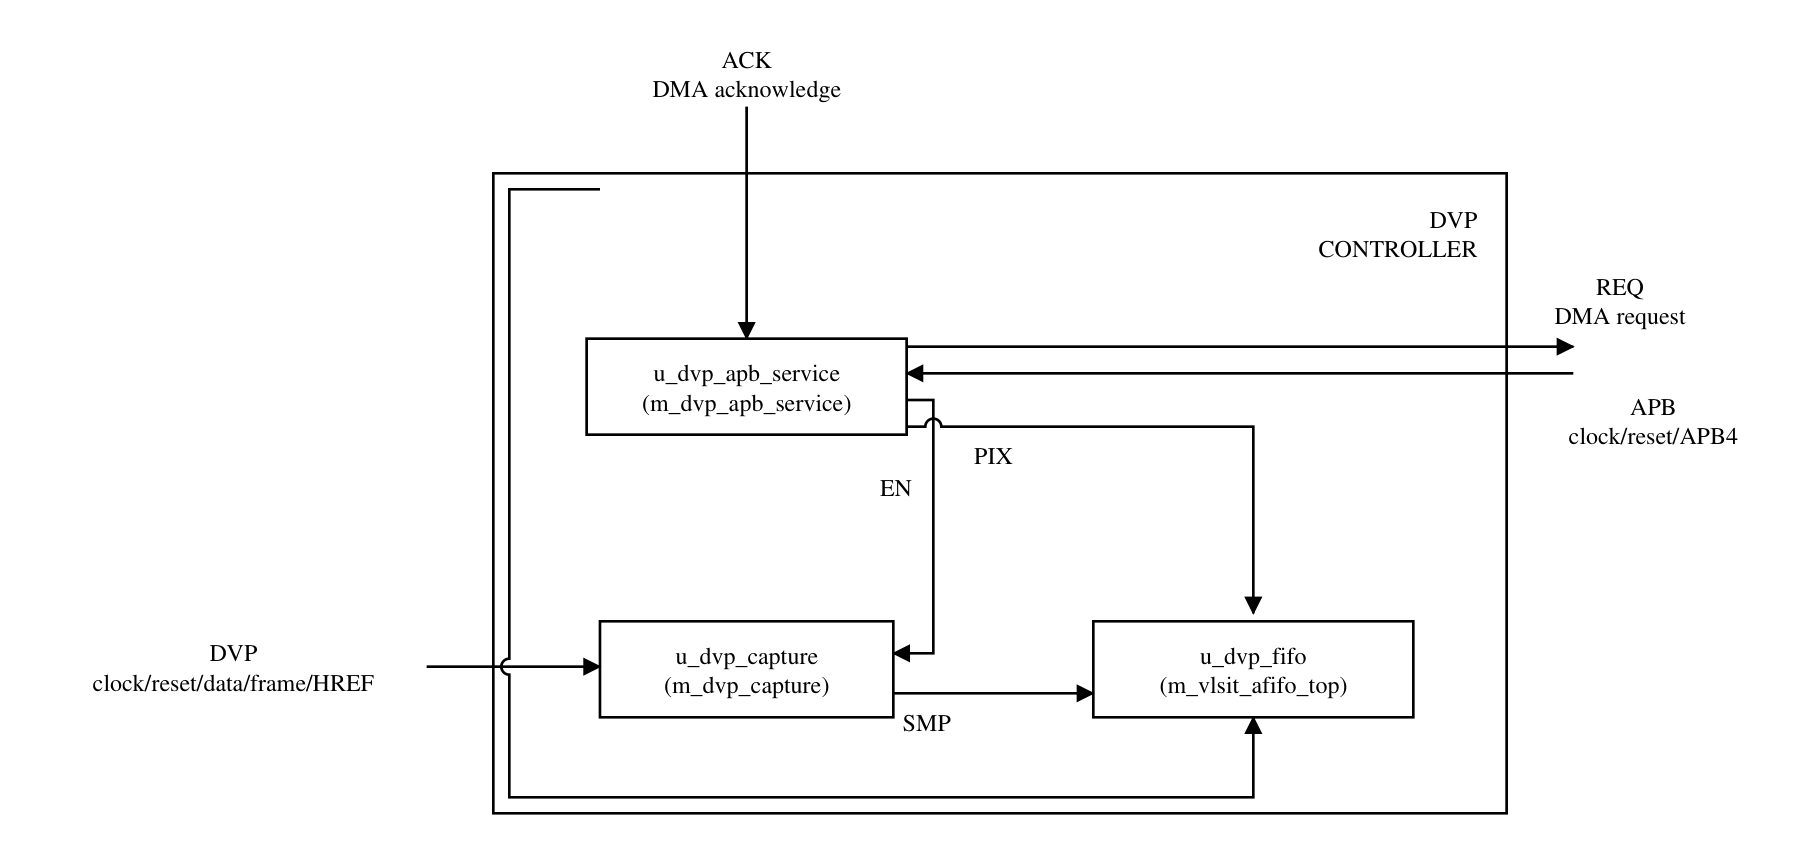 ACK
DMA acknowledge
DVP
CONTROLLER
REQ
DMA request
u_dvp_apb_service
(m_dvp_apb_service)
APB
clock/reset/APB4
PIX
EN
DVP
clock/reset/data/frame/HREF
u_dvp_capture
(m_dvp_capture)
u_dvp_fifo
(m_vlsit_afifo_top)
SMP